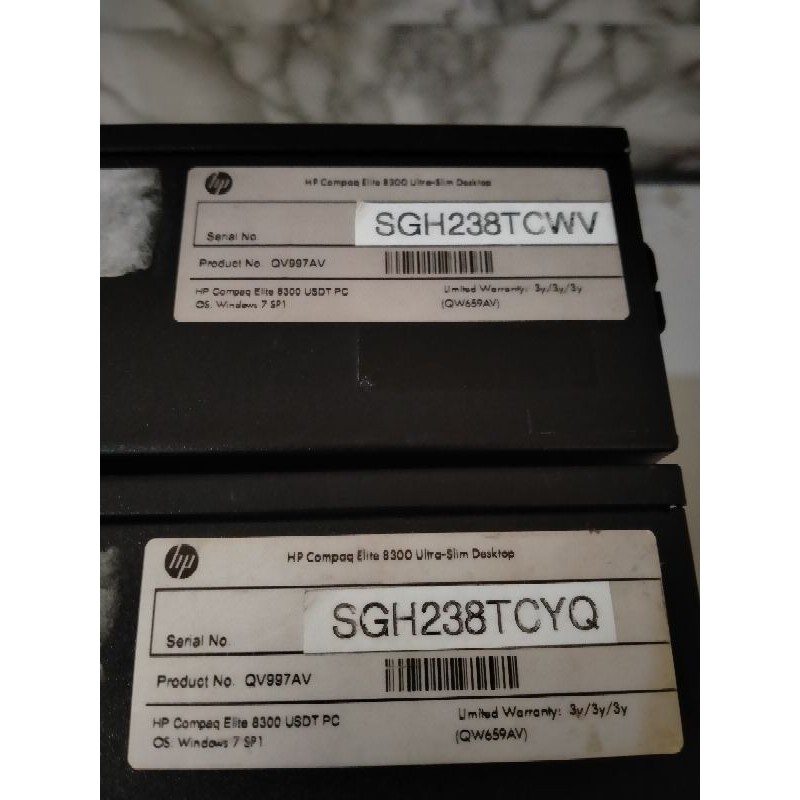 hp HP Compaq Elite 8300 Ultra-Slim Desktop
Serial No SGH238TCWV
Product No. QV997AV
HP Compaq Elite 8300 USDT PC Limited Warranty: 3y/3y/3y
OS: Windows 7 SP1 (QW659AV)
hp HP Compaq Elite 8300 Ultra-Slim Desktop
Serial No. SGH238TCYQ
Product No. QV997AV
HP Compaq Elite 8300 USDT PC Limited Warranty: 3y/3y/3y
OS: Windows 7 SP1 (QW659AV)